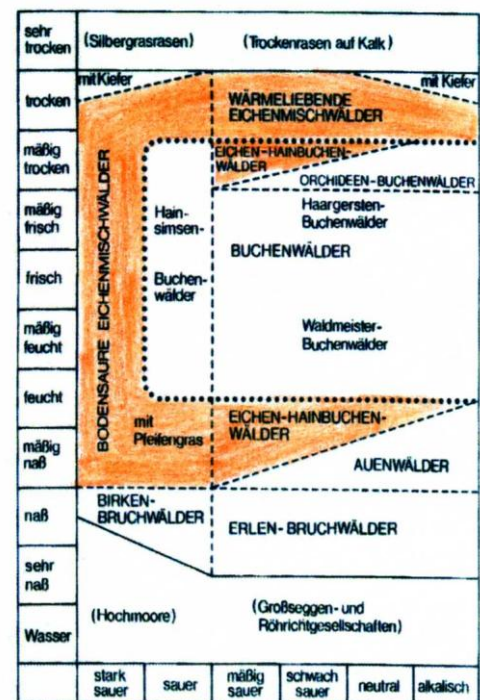 sehr
trocken
(Silbergrasrasen)
(Trockenrasen auf Kalk)
trocken
mit Kiefer
mit Kiefer
WÄRMELIEBENDE
EICHENMISCHWÄLDER
mäßig
trocken
EICHEN-HAINBUCHEN-
WÄLDER
ORCHIDEEN-BUCHENWÄLDER
BODENSAURE EICHENMISCHWÄLDER
mäßig
frisch
Hain-
simsen-
Buchen-
wälder
Haargersten-
Buchenwälder
BUCHENWÄLDER
frisch
mäßig
feucht
Waldmeister-
Buchenwälder
feucht
mit
Pfeifengras
EICHEN-HAINBUCHEN-
WÄLDER
mäßig
naß
AUENWÄLDER
naß
BIRKEN-
BRUCHWÄLDER
ERLEN-BRUCHWÄLDER
sehr
naß
Wasser
(Hochmoore)
(Großseggen- und
Röhrichtgesellschaften)
stark
sauer
sauer
mäßig
sauer
schwach
sauer
neutral
alkalisch